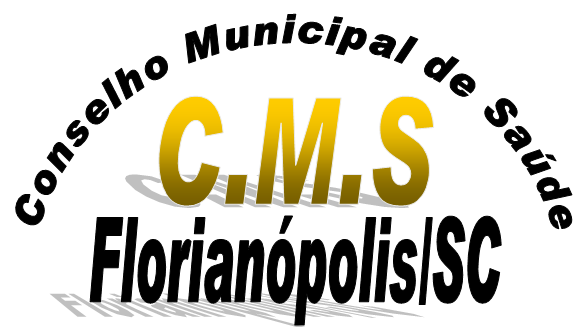 Conselho Municipal de Saúde
C.M.S
Florianópolis/SC